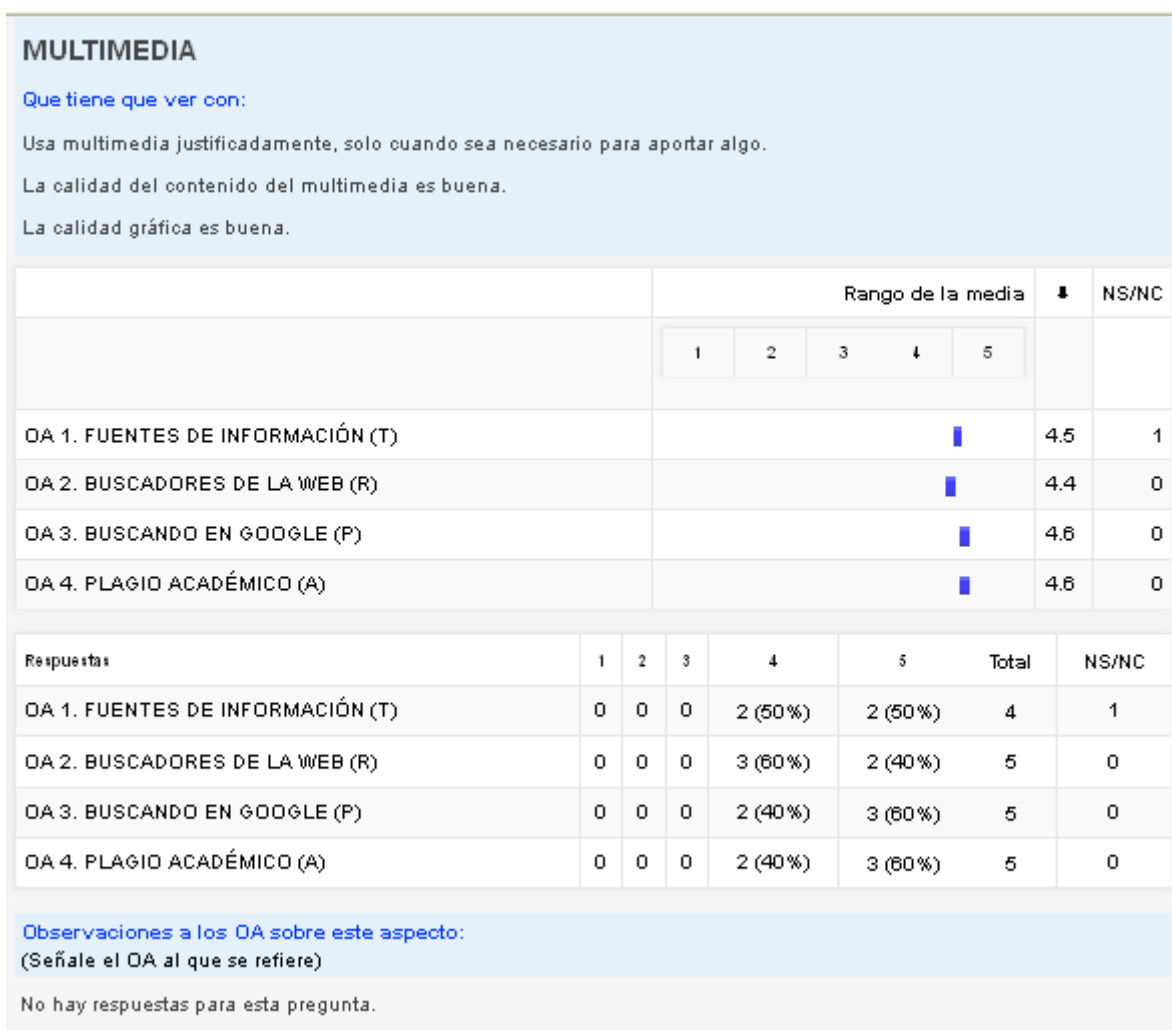 MULTIMEDIA
Que tiene que ver con:
Usa multimedia justificadamente, solo cuando sea necesario para aportar algo.
La calidad del contenido del multimedia es buena.
La calidad gráfica es buena.
Rango de la media ⬇ NS/NC
1 2 3 4 5
OA 1. FUENTES DE INFORMACIÓN (T) 4.5 1
OA 2. BUSCADORES DE LA WEB (R) 4.4 0
OA 3. BUSCANDO EN GOOGLE (P) 4.6 0
OA 4. PLAGIO ACADÉMICO (A) 4.6 0
Respuestas 1 2 3 4 5 Total NS/NC
OA 1. FUENTES DE INFORMACIÓN (T) 0 0 0 2 (50%) 2 (50%) 4 1
OA 2. BUSCADORES DE LA WEB (R) 0 0 0 3 (60%) 2 (40%) 5 0
OA 3. BUSCANDO EN GOOGLE (P) 0 0 0 2 (40%) 3 (60%) 5 0
OA 4. PLAGIO ACADÉMICO (A) 0 0 0 2 (40%) 3 (60%) 5 0
Observaciones a los OA sobre este aspecto:
(Señale el OA al que se refiere)
No hay respuestas para esta pregunta.